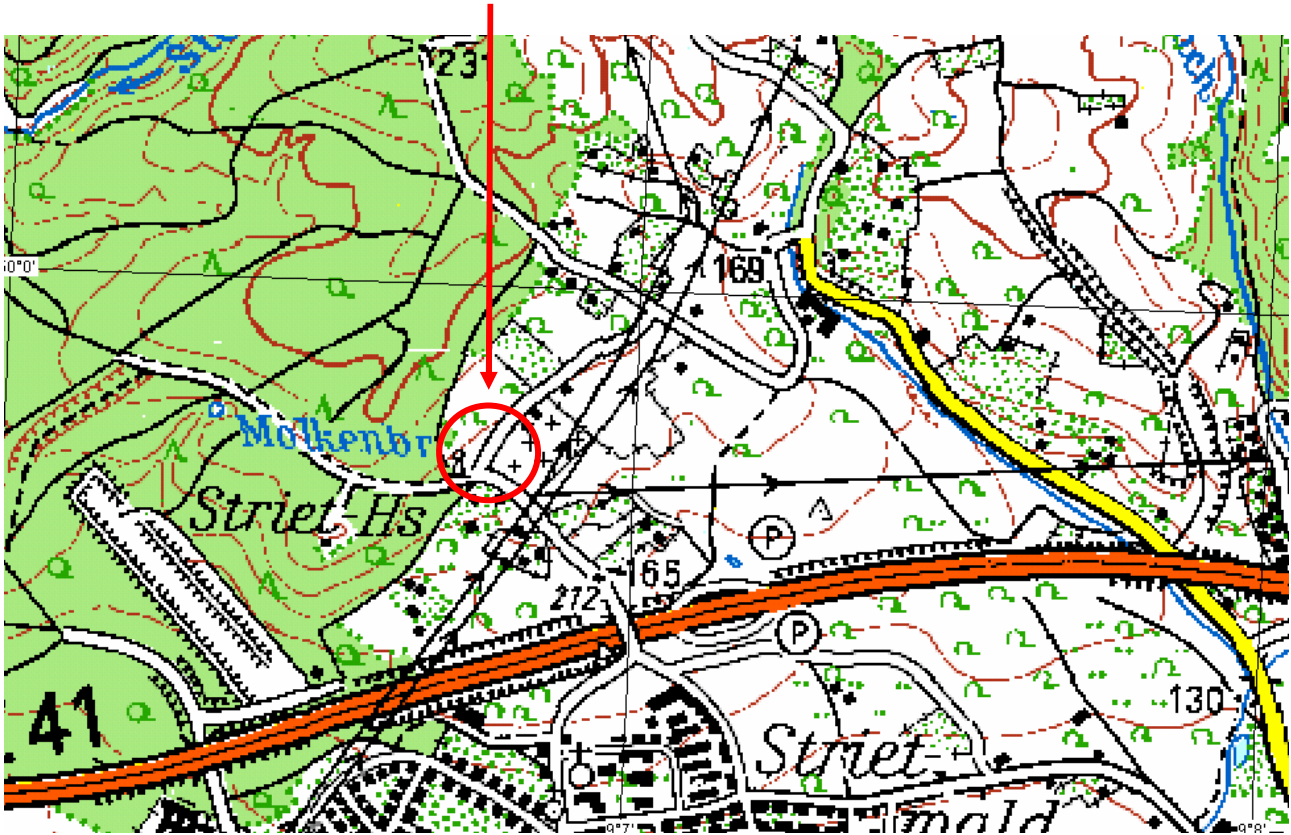 23
50°0'
169
Molkenbr
Striet-Hs
P
165
212
P
41
130
Striet-
wald
9°7'
9°8'